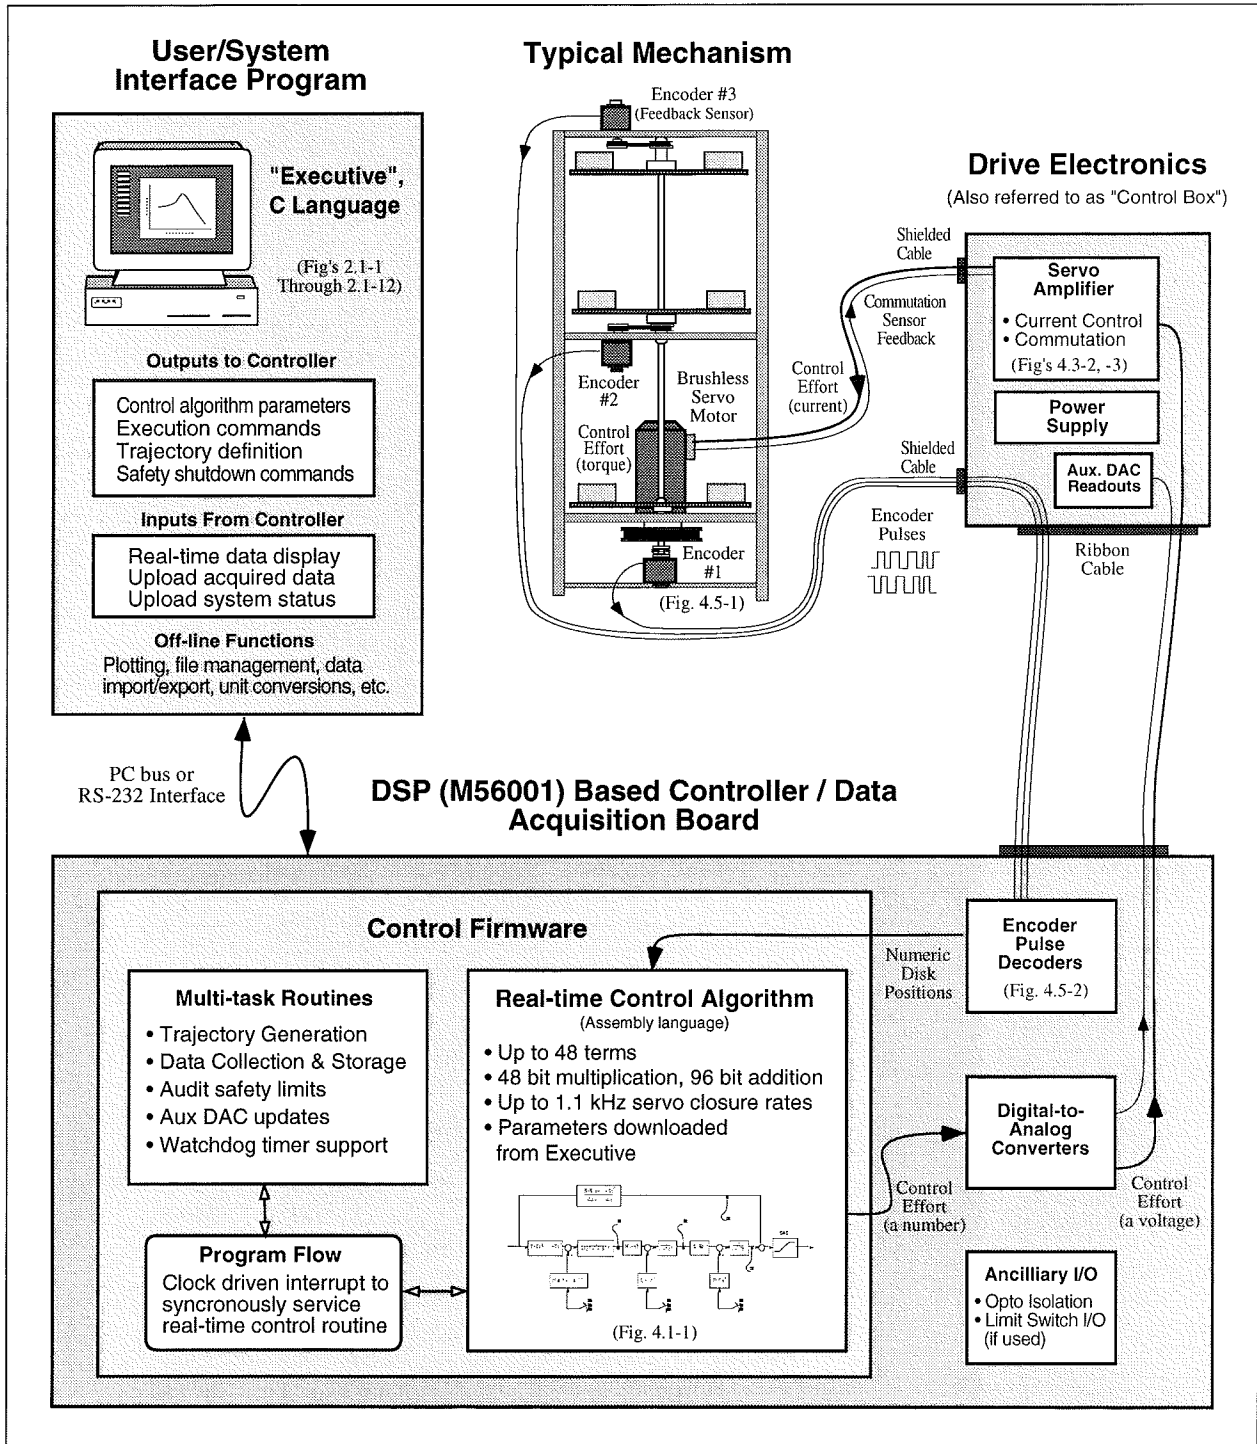 User/System
Interface Program
"Executive",
C Language
(Fig's 2.1-1
Through 2.1-12)
Outputs to Controller
Control algorithm parameters
Execution commands
Trajectory definition
Safety shutdown commands
Inputs From Controller
Real-time data display
Upload acquired data
Upload system status
Off-line Functions
Plotting, file management, data
import/export, unit conversions, etc.
PC bus or
RS-232 Interface
Typical Mechanism
Encoder #3
(Feedback Sensor)
Encoder
#2
Brushless
Servo
Motor
Control
Effort
(torque)
Encoder
#1
(Fig. 4.5-1)
Drive Electronics
(Also referred to as "Control Box")
Shielded
Cable
Commutation
Sensor
Feedback
Control
Effort
(current)
Servo
Amplifier
• Current Control
• Commutation
(Fig's 4.3-2, -3)
Power
Supply
Aux. DAC
Readouts
Shielded
Cable
Encoder
Pulses
Ribbon
Cable
DSP (M56001) Based Controller / Data
Acquisition Board
Control Firmware
Multi-task Routines
• Trajectory Generation
• Data Collection & Storage
• Audit safety limits
• Aux DAC updates
• Watchdog timer support
Program Flow
Clock driven interrupt to
syncronously service
real-time control routine
Real-time Control Algorithm
(Assembly language)
• Up to 48 terms
• 48 bit multiplication, 96 bit addition
• Up to 1.1 kHz servo closure rates
• Parameters downloaded
from Executive
(Fig. 4.1-1)
Numeric
Disk
Positions
Encoder
Pulse
Decoders
(Fig. 4.5-2)
Digital-to-
Analog
Converters
Control
Effort
(a number)
Control
Effort
(a voltage)
Ancilliary I/O
• Opto Isolation
• Limit Switch I/O
(if used)